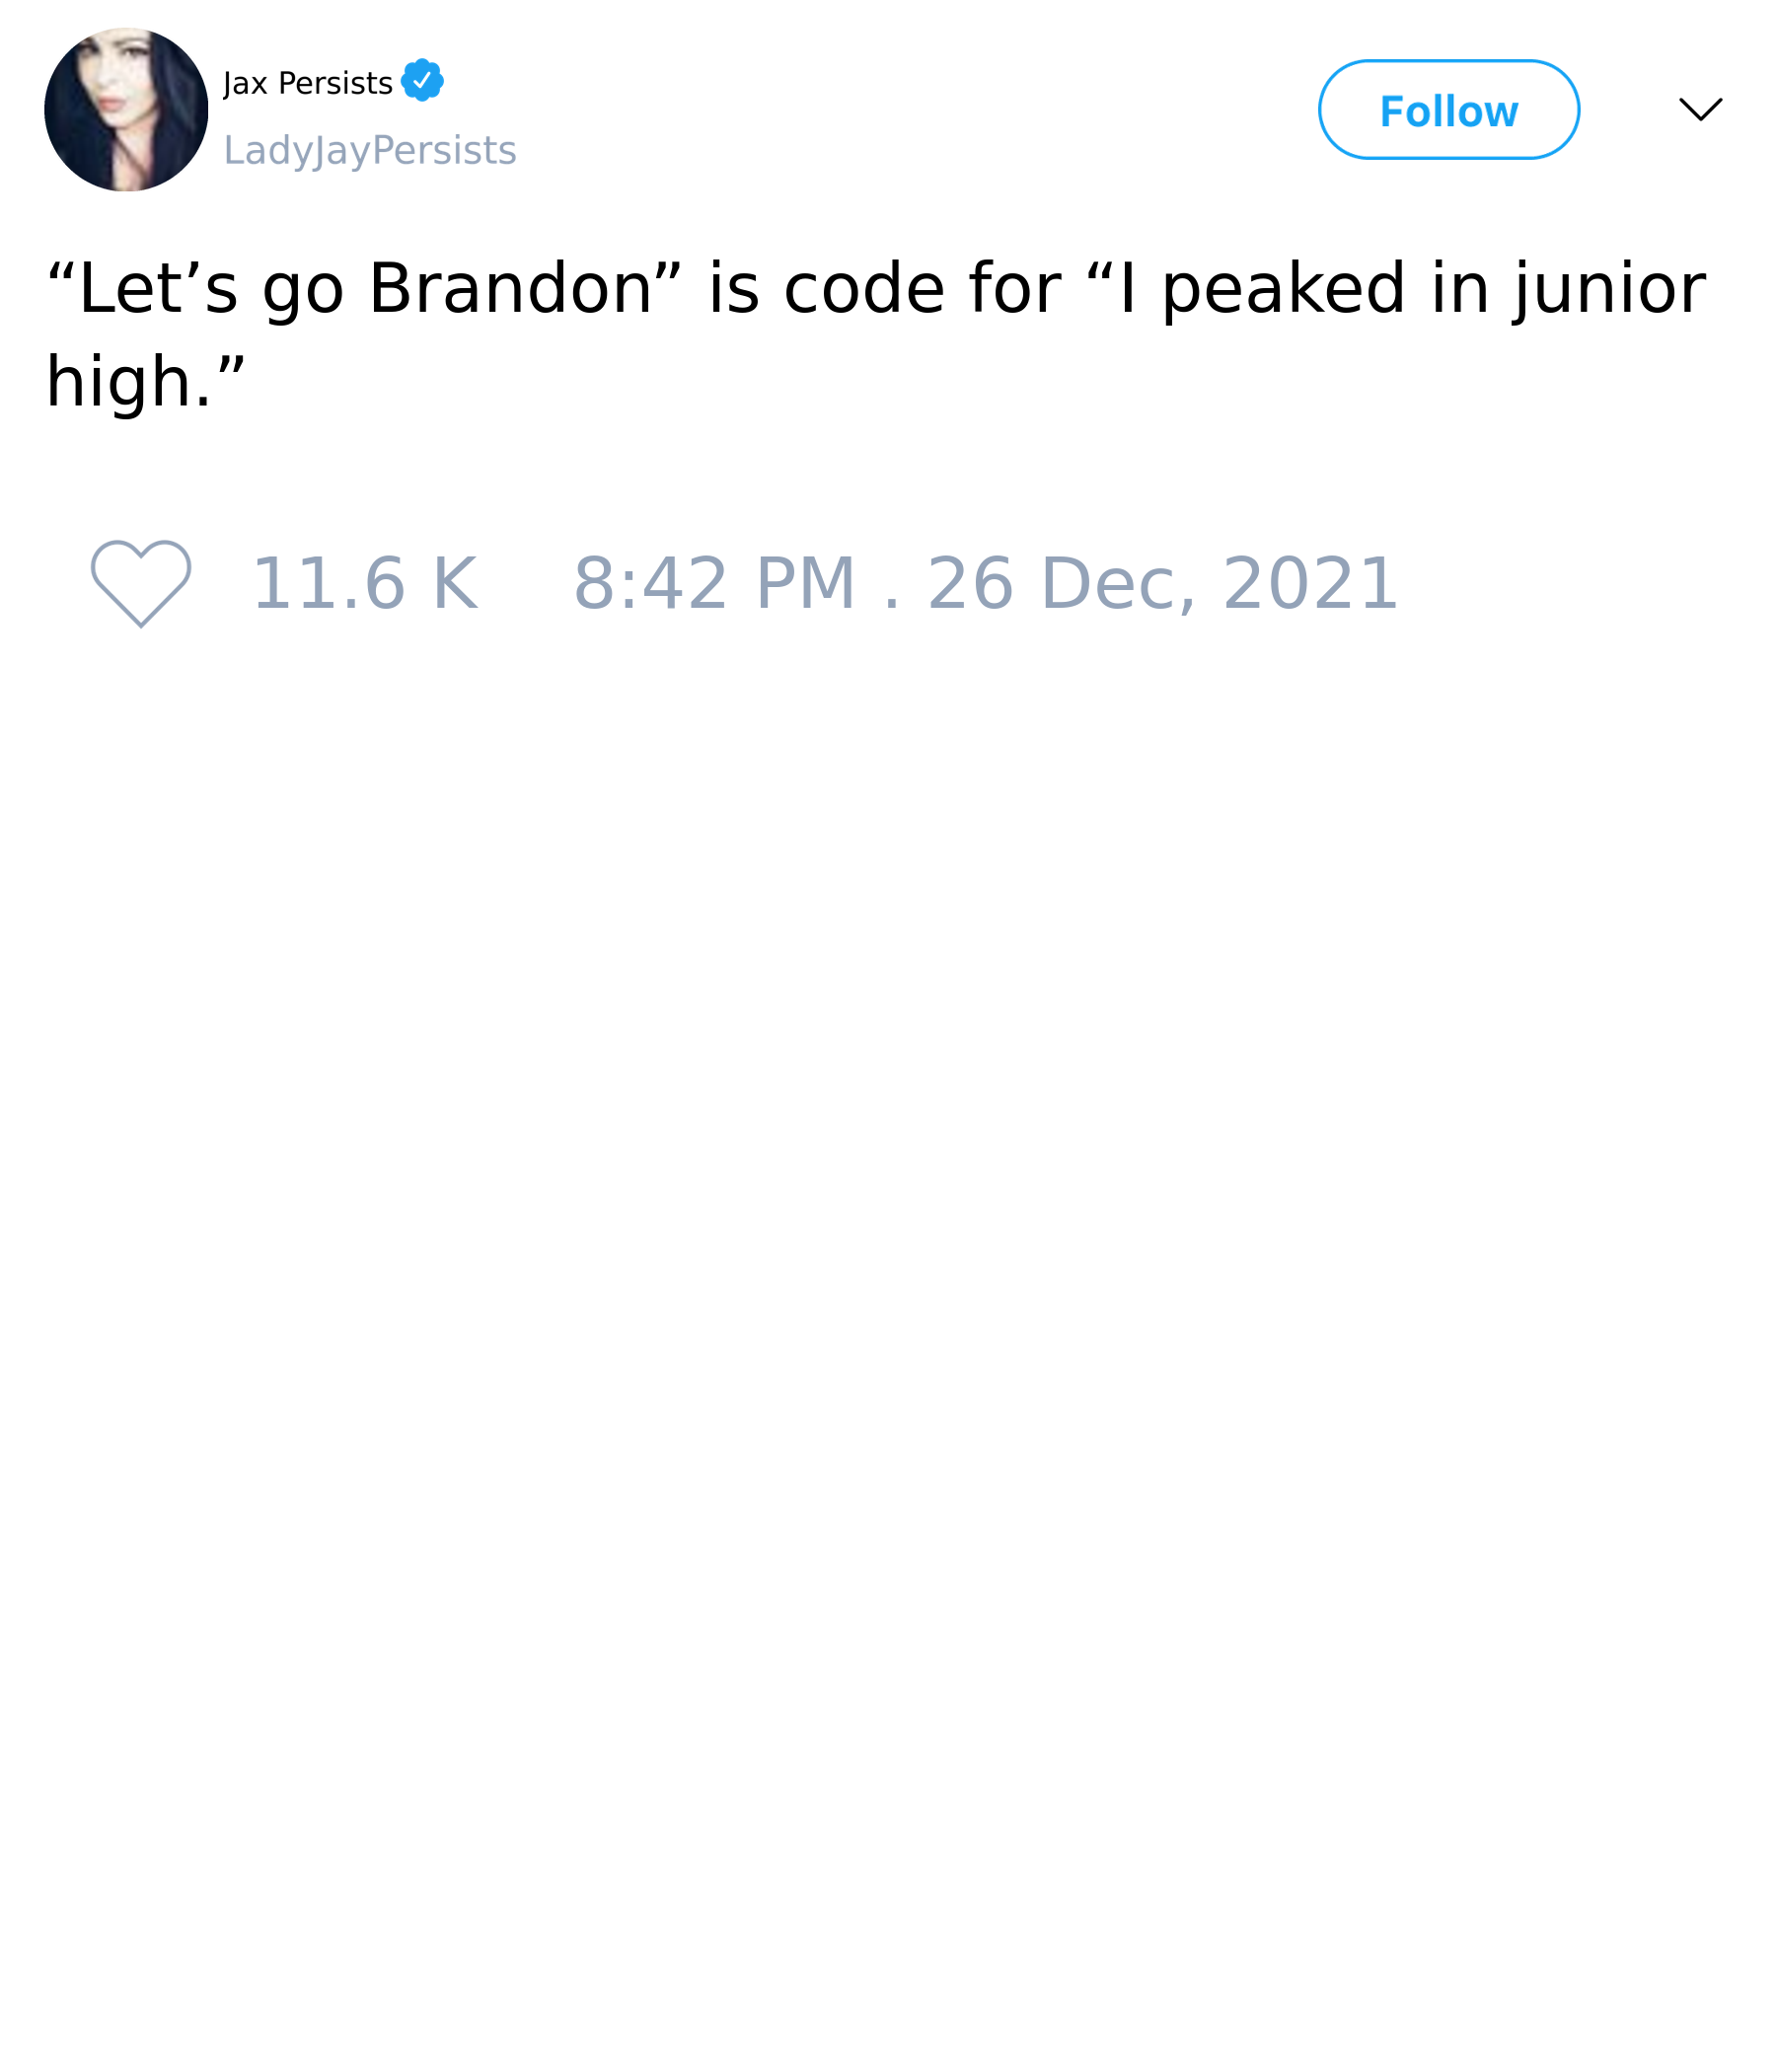 Jax Persists
LadyJayPersists
Follow
“Let’s go Brandon” is code for “I peaked in junior
high.”
11.6 K 8:42 PM . 26 Dec, 2021